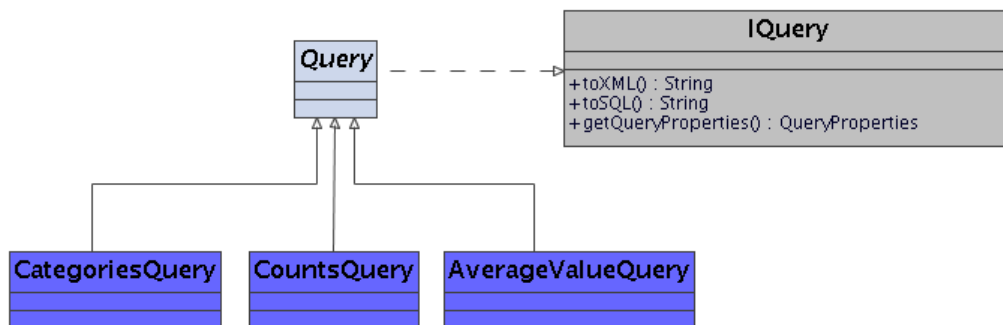 IQuery
Query
+toXML() : String
+toSQL() : String
+getQueryProperties() : QueryProperties
CategoriesQuery
CountsQuery
AverageValueQuery